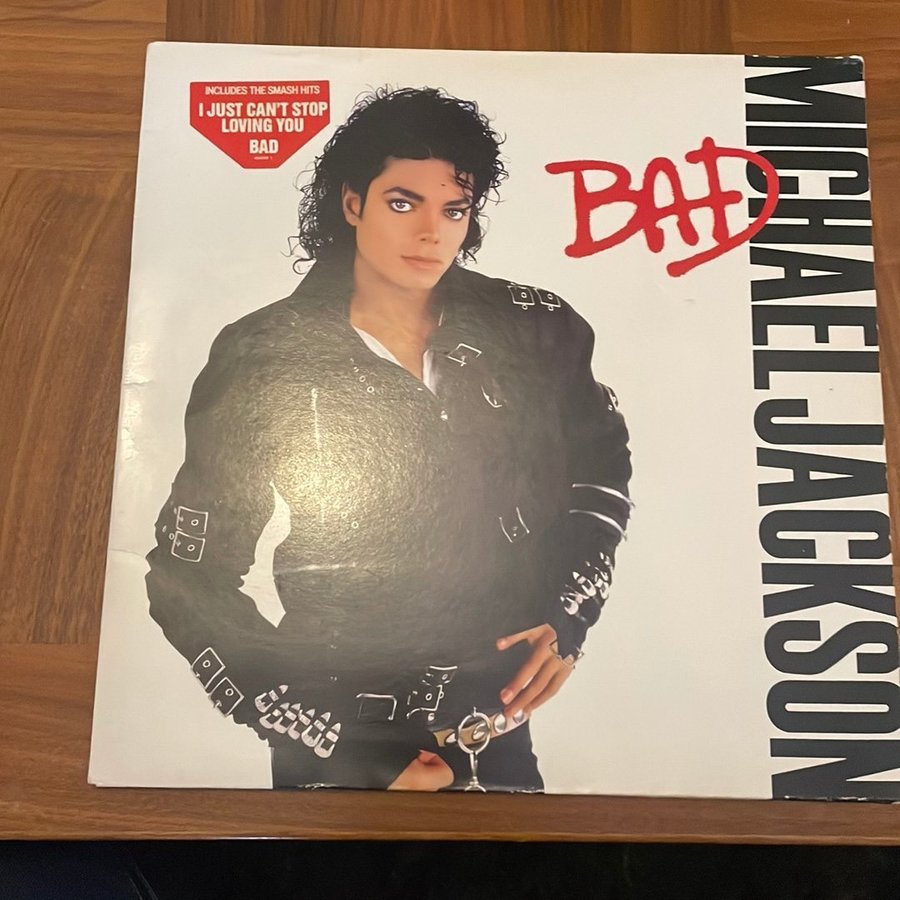 INCLUDES THE SMASH HITS
I JUST CAN'T STOP
LOVING YOU
BAD
BAD
MICHAEL JACKSON